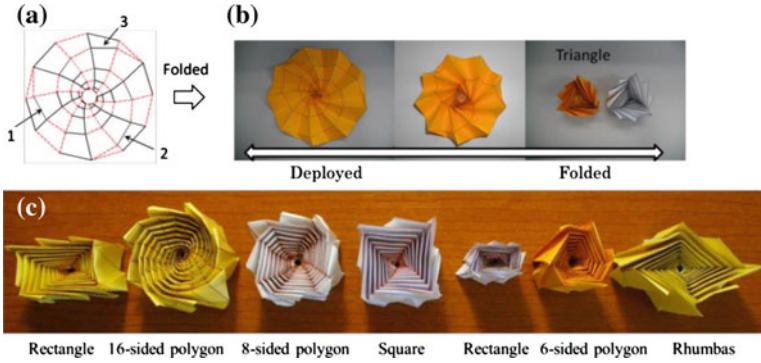 (a)
3
1
2
Folded
(b)
Triangle
Deployed Folded
(c)
Rectangle 16-sided polygon 8-sided polygon Square Rectangle 6-sided polygon Rhumbas